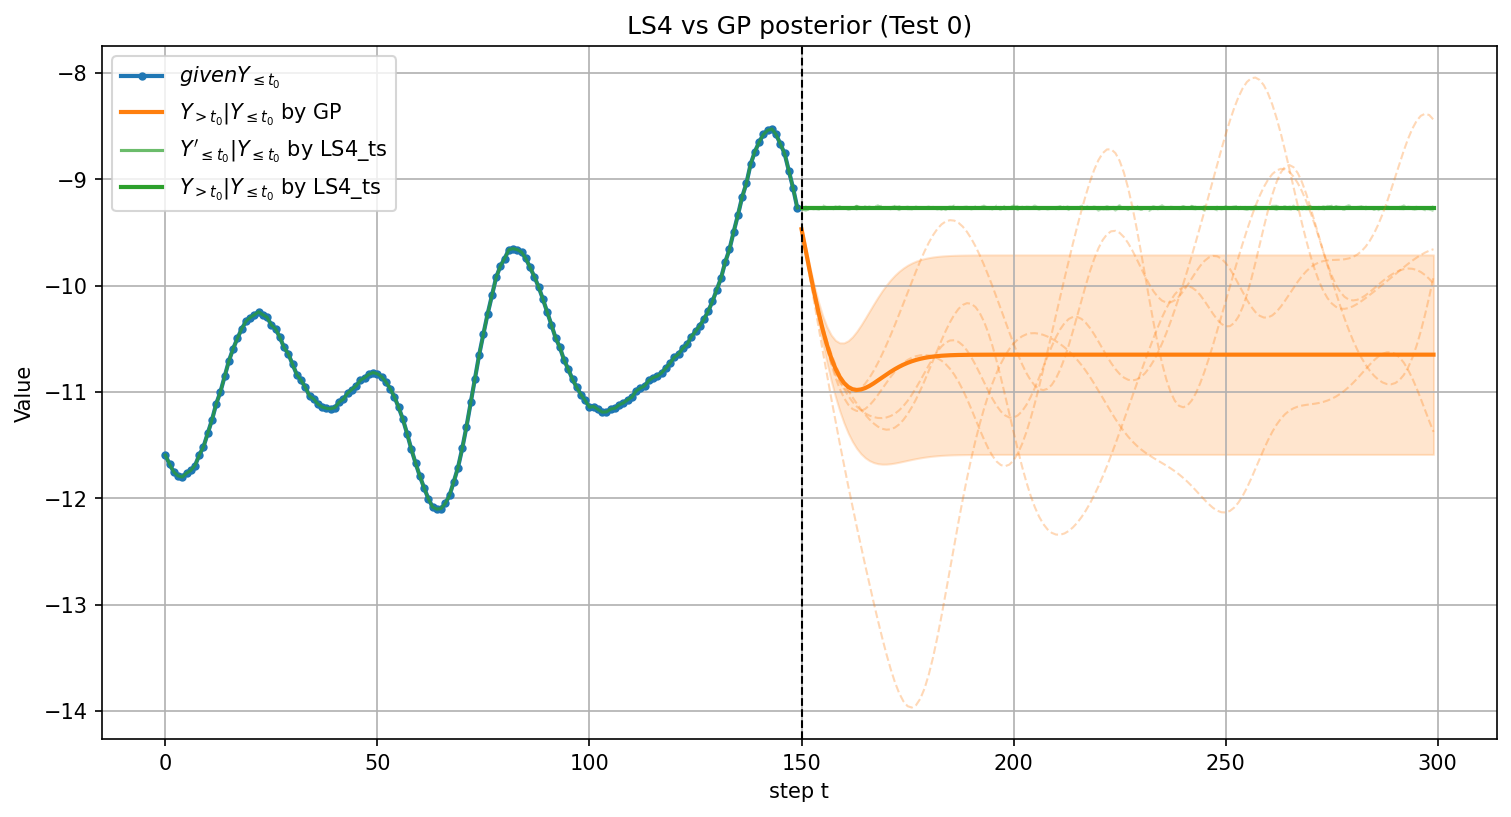 LS4 vs GP posterior (Test 0)
givenY≤t₀
Y>t₀|Y≤t₀ by GP
Y′≤t₀|Y≤t₀ by LS4_ts
Y>t₀|Y≤t₀ by LS4_ts
Value
−8
−9
−10
−11
−12
−13
−14
0 50 100 150 200 250 300
step t